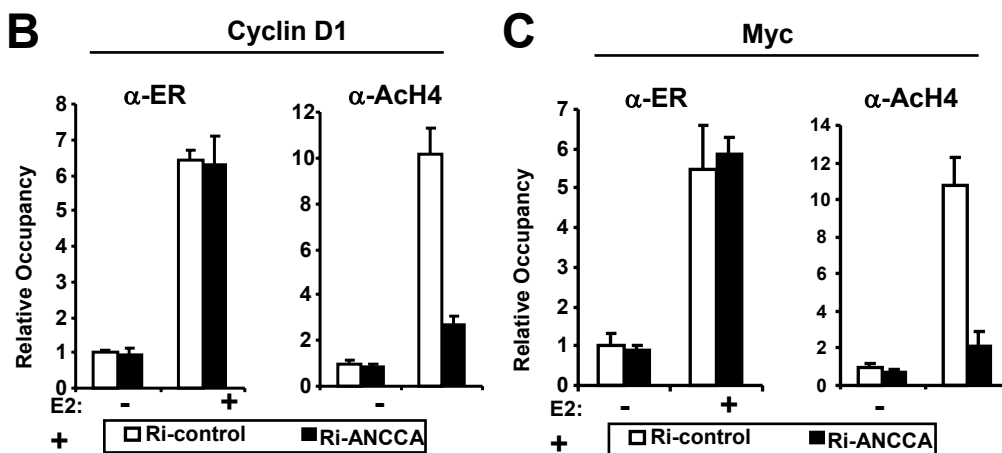 B
Cyclin D1
α-ER
α-AcH4
Relative Occupancy
8
7
6
5
4
3
2
1
0
12
10
8
6
4
2
0
E2: - +
-
+
Ri-control Ri-ANCCA
C
Myc
α-ER
α-AcH4
Relative Occupancy
7
6
5
4
3
2
1
0
14
12
10
8
6
4
2
0
E2: - +
-
+
Ri-control Ri-ANCCA